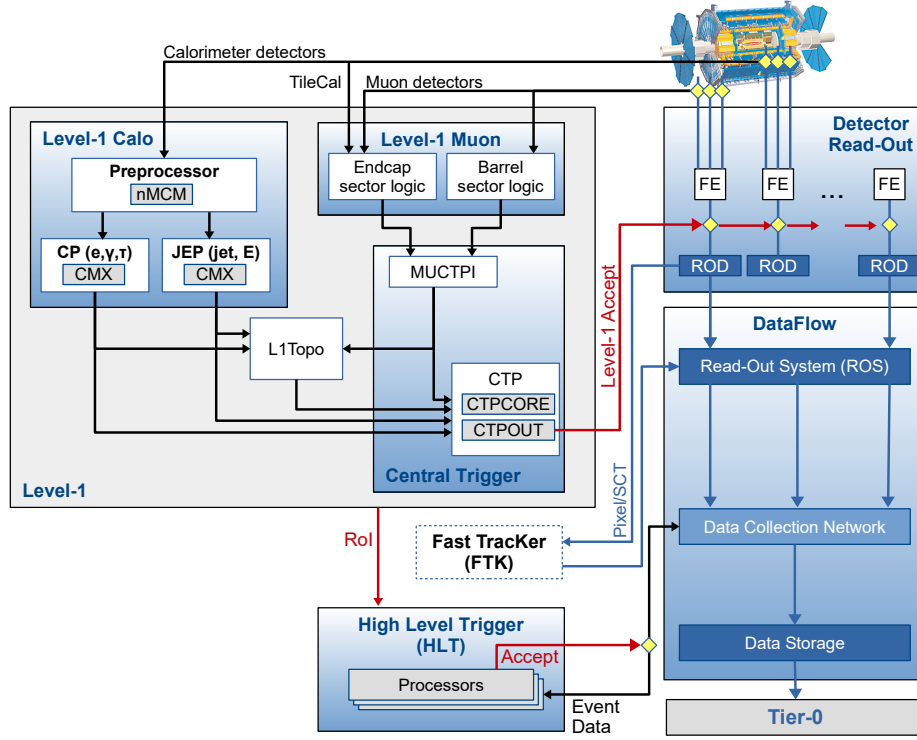 Calorimeter detectors
TileCal
Muon detectors
Level-1 Calo
Preprocessor
nMCM
CP (e,γ,τ)
CMX
JEP (jet, E)
CMX
Level-1 Muon
Endcap
sector logic
Barrel
sector logic
MUCTPI
L1Topo
CTP
CTPCORE
CTPOUT
Central Trigger
Level-1
Level-1 Accept
Detector
Read-Out
FE
FE
...
FE
ROD
ROD
ROD
DataFlow
Read-Out System (ROS)
Pixel/SCT
Data Collection Network
Data Storage
Tier-0
RoI
Fast TracKer
(FTK)
High Level Trigger
(HLT)
Accept
Processors
Event
Data